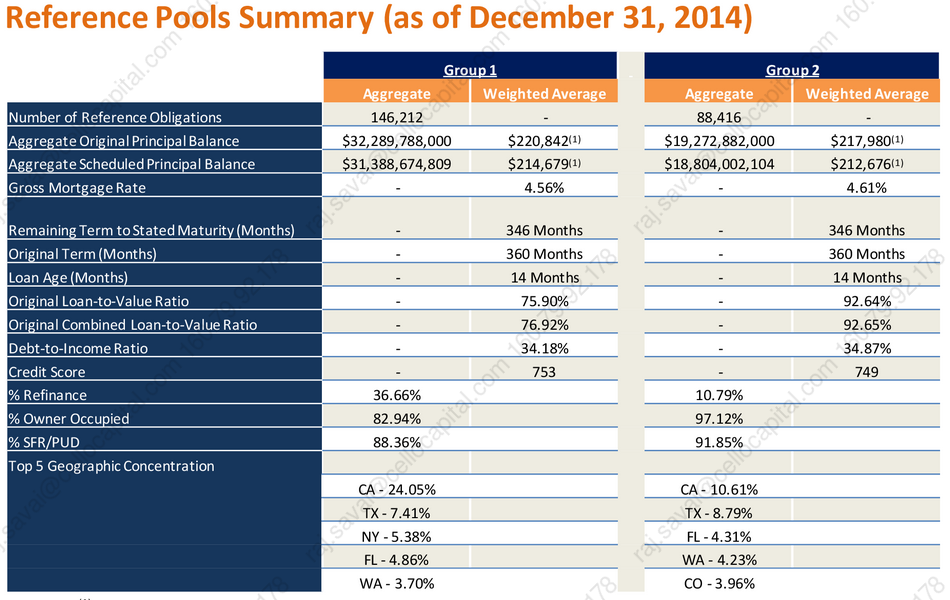 Reference Pools Summary (as of December 31, 2014)
Group 1 Group 2
Aggregate Weighted Average Aggregate Weighted Average
Number of Reference Obligations 146,212 - 88,416 -
Aggregate Original Principal Balance $32,289,788,000 $220,842(1) $19,272,882,000 $217,980(1)
Aggregate Scheduled Principal Balance $31,388,674,809 $214,679(1) $18,804,002,104 $212,676(1)
Gross Mortgage Rate - 4.56% - 4.61%
Remaining Term to Stated Maturity (Months) - 346 Months - 346 Months
Original Term (Months) - 360 Months - 360 Months
Loan Age (Months) - 14 Months - 14 Months
Original Loan-to-Value Ratio - 75.90% - 92.64%
Original Combined Loan-to-Value Ratio - 76.92% - 92.65%
Debt-to-Income Ratio - 34.18% - 34.87%
Credit Score - 753 - 749
% Refinance 36.66% 10.79%
% Owner Occupied 82.94% 97.12%
% SFR/PUD 88.36% 91.85%
Top 5 Geographic Concentration
CA - 24.05% CA - 10.61%
TX - 7.41% TX - 8.79%
NY - 5.38% FL - 4.31%
FL - 4.86% WA - 4.23%
WA - 3.70% CO - 3.96%